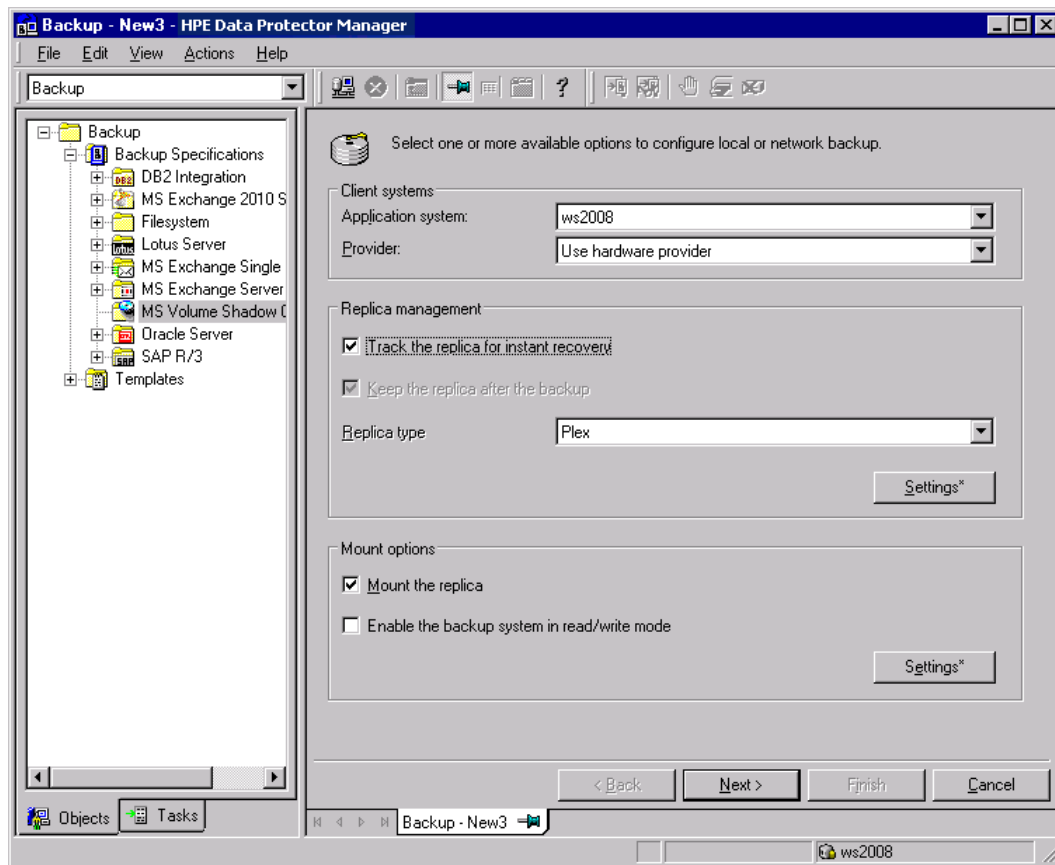 Backup - New3 - HPE Data Protector Manager
File Edit View Actions Help
Backup
?
Backup
Backup Specifications
DB2 DB2 Integration
MS Exchange 2010 S
Filesystem
Lotus Server
MS Exchange Single
MS Exchange Server
MS Volume Shadow C
Oracle Server
SAP R/3
Templates
Objects
Tasks
Select one or more available options to configure local or network backup.
Client systems
Application system: ws2008
Provider: Use hardware provider
Replica management
Track the replica for instant recovery
Keep the replica after the backup
Replica type Plex
Settings*
Mount options
Mount the replica
Enable the backup system in read/write mode
Settings*
< Back Next > Finish Cancel
Backup - New3
ws2008